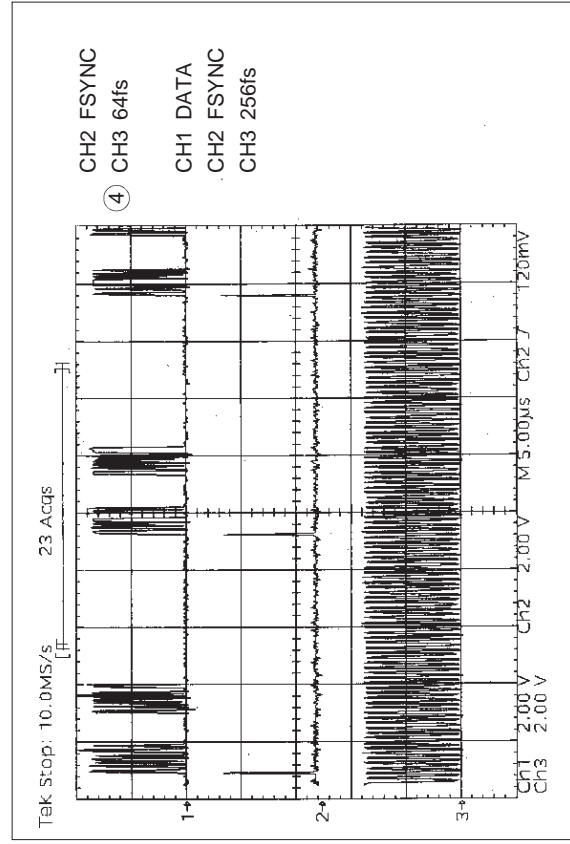 Tek Stop: 10.0MS/s
23 Acqs
[T
]
1
2
3
Ch1 2.00 V
Ch2 2.00 V
M 5.00µs
Ch2
120mV
Ch3 2.00 V
CH2 FSYNC
④ CH3 64fs
CH1 DATA
CH2 FSYNC
CH3 256fs